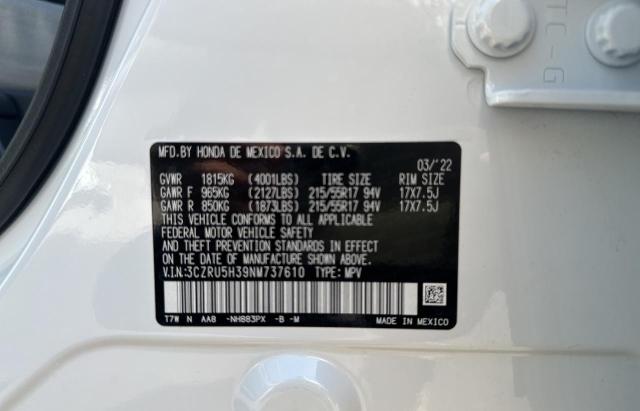 TC-G
MFD.BY HONDA DE MEXICO S.A. DE C.V.
03/'22
GVWR 1815KG (4001LBS) TIRE SIZE RIM SIZE
GAWR F 965KG (2127LBS) 215/55R17 94V 17X7.5J
GAWR R 850KG (1873LBS) 215/55R17 94V 17X7.5J
THIS VEHICLE CONFORMS TO ALL APPLICABLE
FEDERAL MOTOR VEHICLE SAFETY
AND THEFT PREVENTION STANDARDS IN EFFECT
ON THE DATE OF MANUFACTURE SHOWN ABOVE.
V.I.N:3CZRU5H39NM737610 TYPE: MPV
T7W N AA8 -NH883PX -B -M MADE IN MEXICO